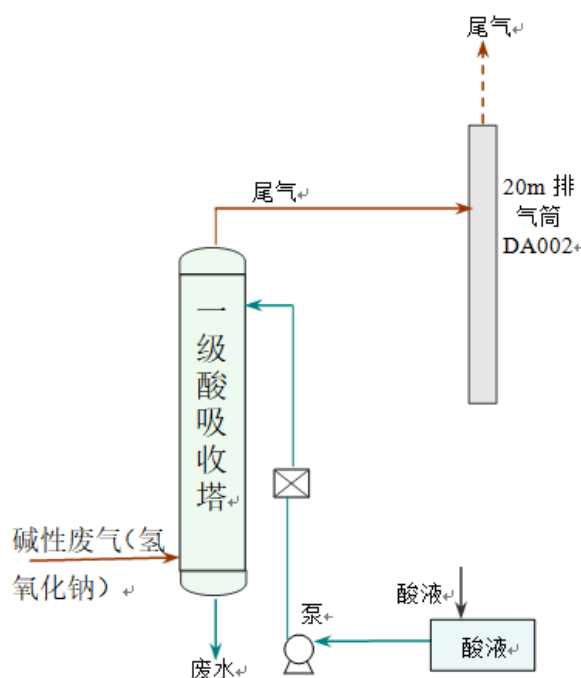 尾气
尾气
20m 排
气筒
DA002
一级酸吸收塔
碱性废气（氢
氧化钠）
酸液
泵
酸液
废水